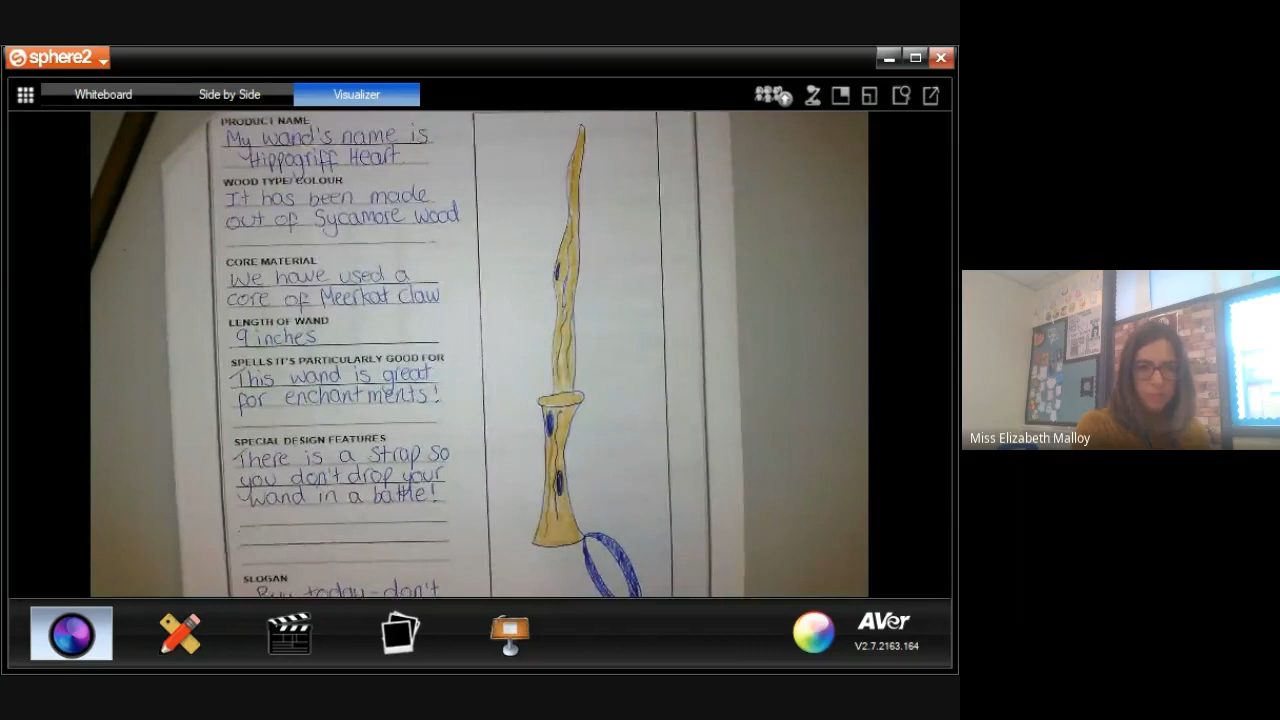 sphere2
Whiteboard
Side by Side
Visualizer
PRODUCT NAME
My wand's name is
Hippogriff Heart
WOOD TYPE/COLOUR
It has been made
out of Sycamore wood
CORE MATERIAL
We have used a
core of Meerkat Claw
LENGTH OF WAND
9 inches
SPELLS IT'S PARTICULARLY GOOD FOR
This wand is great
for enchantments!
SPECIAL DESIGN FEATURES
There is a strap so
you don't drop your
wand in a battle!
SLOGAN
Buy today - don't
Miss Elizabeth Malloy
AVer
V2.7.2163.164